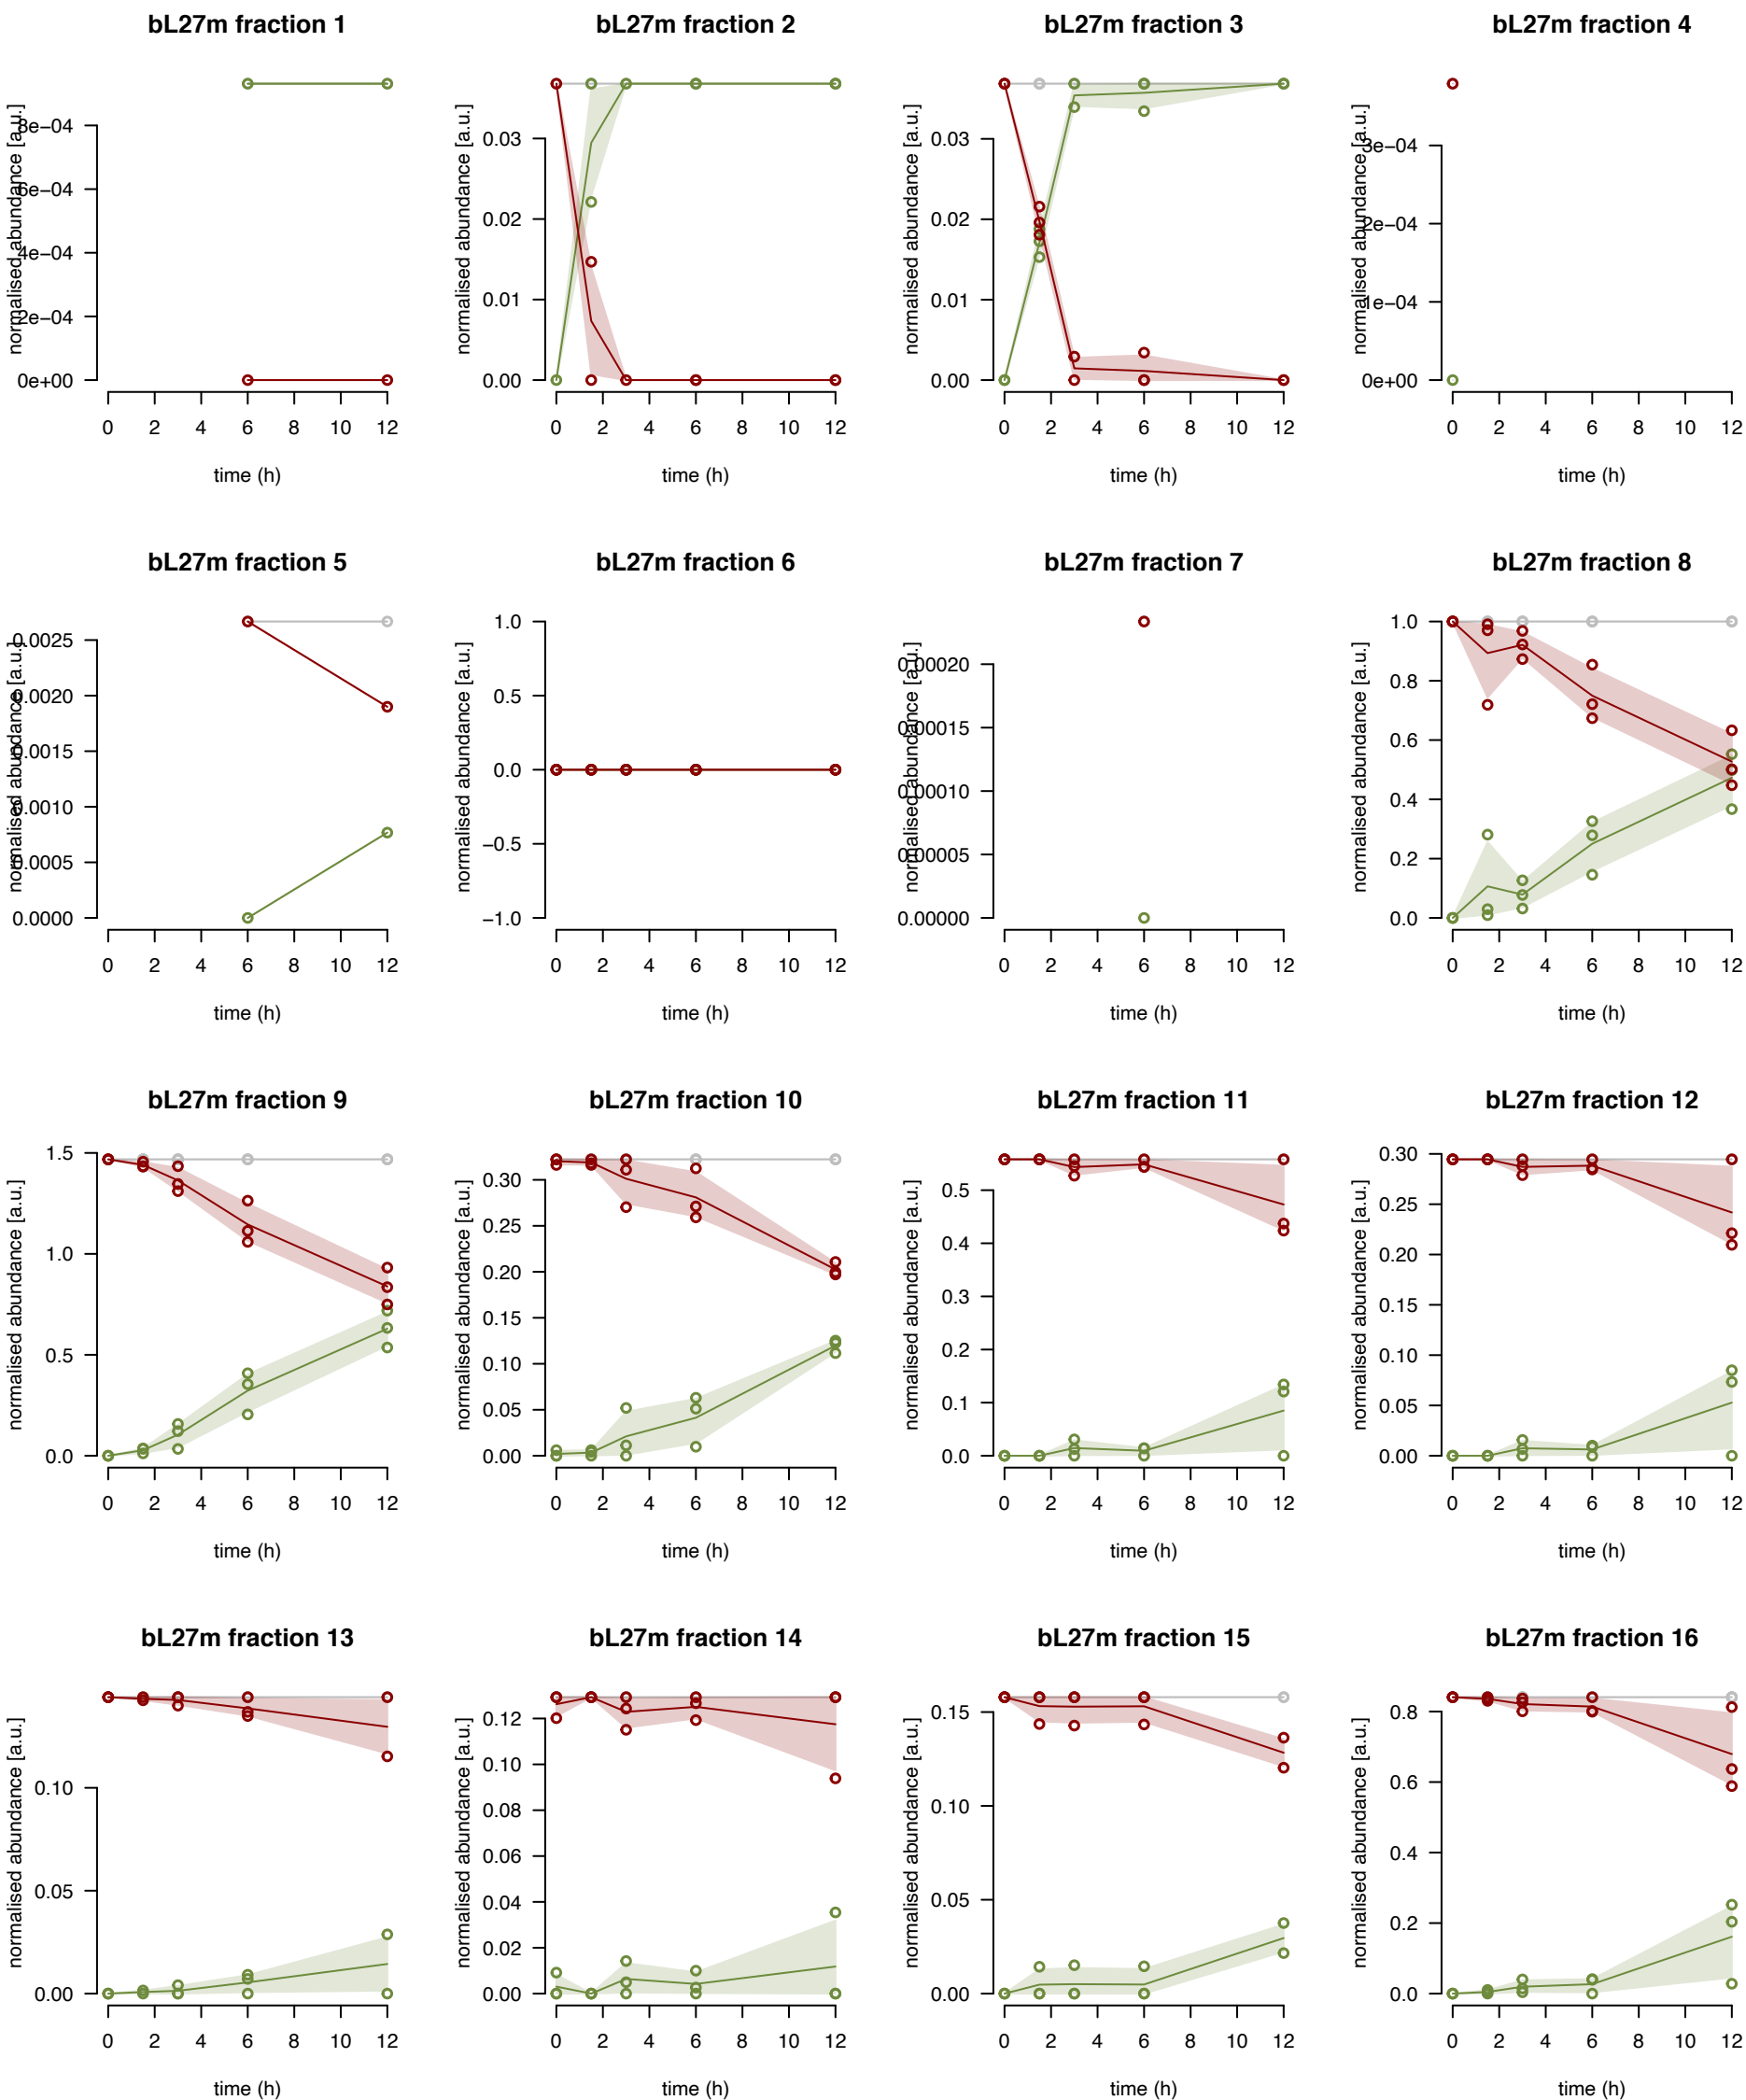 bL27m fraction 1
normalised abundance [a.u.]
8e−04
6e−04
4e−04
2e−04
0e+00
0 2 4 6 8 10 12
time (h)
bL27m fraction 2
normalised abundance [a.u.]
0.03
0.02
0.01
0.00
0 2 4 6 8 10 12
time (h)
bL27m fraction 3
normalised abundance [a.u.]
0.03
0.02
0.01
0.00
0 2 4 6 8 10 12
time (h)
bL27m fraction 4
normalised abundance [a.u.]
3e−04
2e−04
1e−04
0e+00
0 2 4 6 8 10 12
time (h)
bL27m fraction 5
normalised abundance [a.u.]
0.0025
0.0020
0.0015
0.0010
0.0005
0.0000
0 2 4 6 8 10 12
time (h)
bL27m fraction 6
normalised abundance [a.u.]
1.0
0.5
0.0
−0.5
−1.0
0 2 4 6 8 10 12
time (h)
bL27m fraction 7
normalised abundance [a.u.]
0.00020
0.00015
0.00010
0.00005
0.00000
0 2 4 6 8 10 12
time (h)
bL27m fraction 8
normalised abundance [a.u.]
1.0
0.8
0.6
0.4
0.2
0.0
0 2 4 6 8 10 12
time (h)
bL27m fraction 9
normalised abundance [a.u.]
1.5
1.0
0.5
0.0
0 2 4 6 8 10 12
time (h)
bL27m fraction 10
normalised abundance [a.u.]
0.30
0.25
0.20
0.15
0.10
0.05
0.00
0 2 4 6 8 10 12
time (h)
bL27m fraction 11
normalised abundance [a.u.]
0.5
0.4
0.3
0.2
0.1
0.0
0 2 4 6 8 10 12
time (h)
bL27m fraction 12
normalised abundance [a.u.]
0.30
0.25
0.20
0.15
0.10
0.05
0.00
0 2 4 6 8 10 12
time (h)
bL27m fraction 13
normalised abundance [a.u.]
0.10
0.05
0.00
0 2 4 6 8 10 12
time (h)
bL27m fraction 14
normalised abundance [a.u.]
0.12
0.10
0.08
0.06
0.04
0.02
0.00
0 2 4 6 8 10 12
time (h)
bL27m fraction 15
normalised abundance [a.u.]
0.15
0.10
0.05
0.00
0 2 4 6 8 10 12
time (h)
bL27m fraction 16
normalised abundance [a.u.]
0.8
0.6
0.4
0.2
0.0
0 2 4 6 8 10 12
time (h)